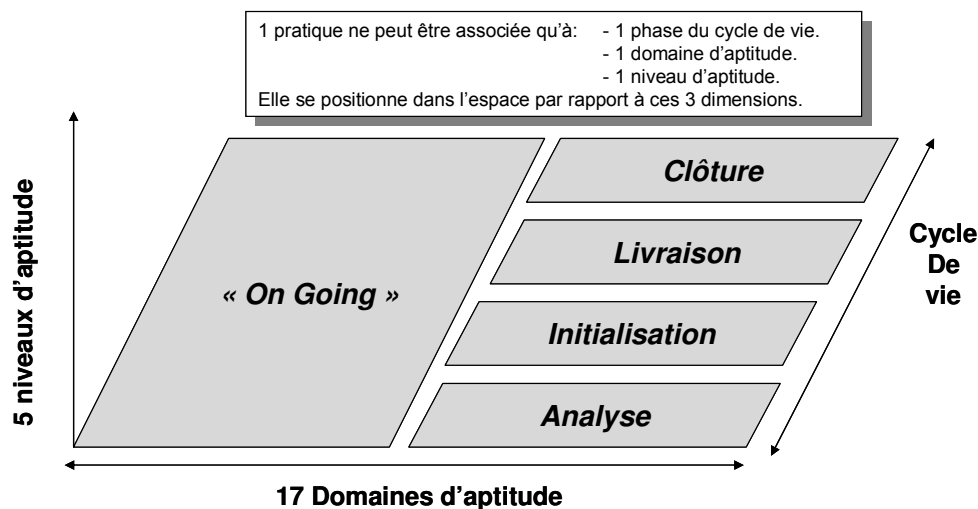 1 pratique ne peut être associée qu'à: - 1 phase du cycle de vie.
- 1 domaine d'aptitude.
- 1 niveau d'aptitude.
Elle se positionne dans l'espace par rapport à ces 3 dimensions.
5 niveaux d'aptitude
« On Going »
Clôture
Livraison
Initialisation
Analyse
Cycle
De
vie
17 Domaines d'aptitude